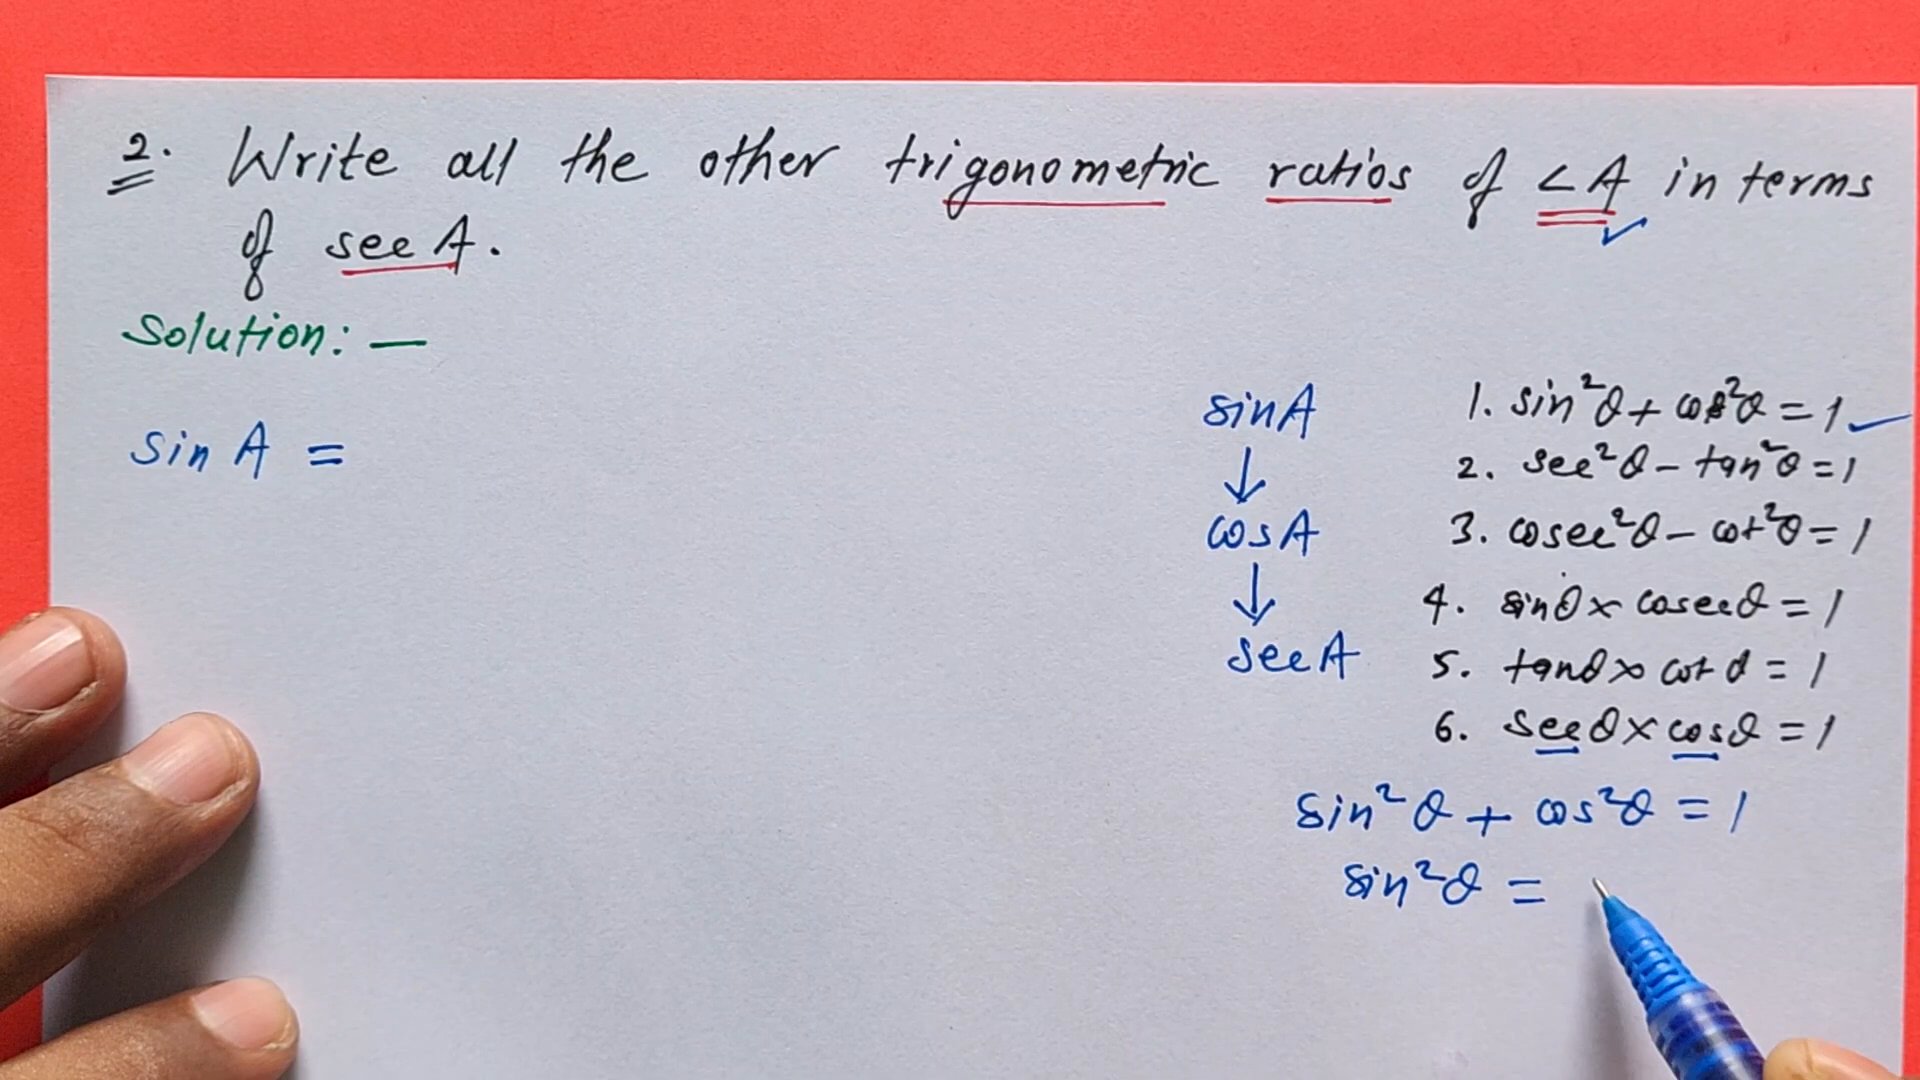 2. Write all the other trigonometric ratios of ∠A in terms
of sec A.
Solution: —
sin A =
sinA
↓
cosA
↓
secA
1. sin²θ + cos²θ = 1
2. sec²θ - tan²θ = 1
3. cosec²θ - cot²θ = 1
4. sinθ × cosecθ = 1
5. tanθ × cotθ = 1
6. secθ × cosθ = 1
sin²θ + cos²θ = 1
sin²θ =